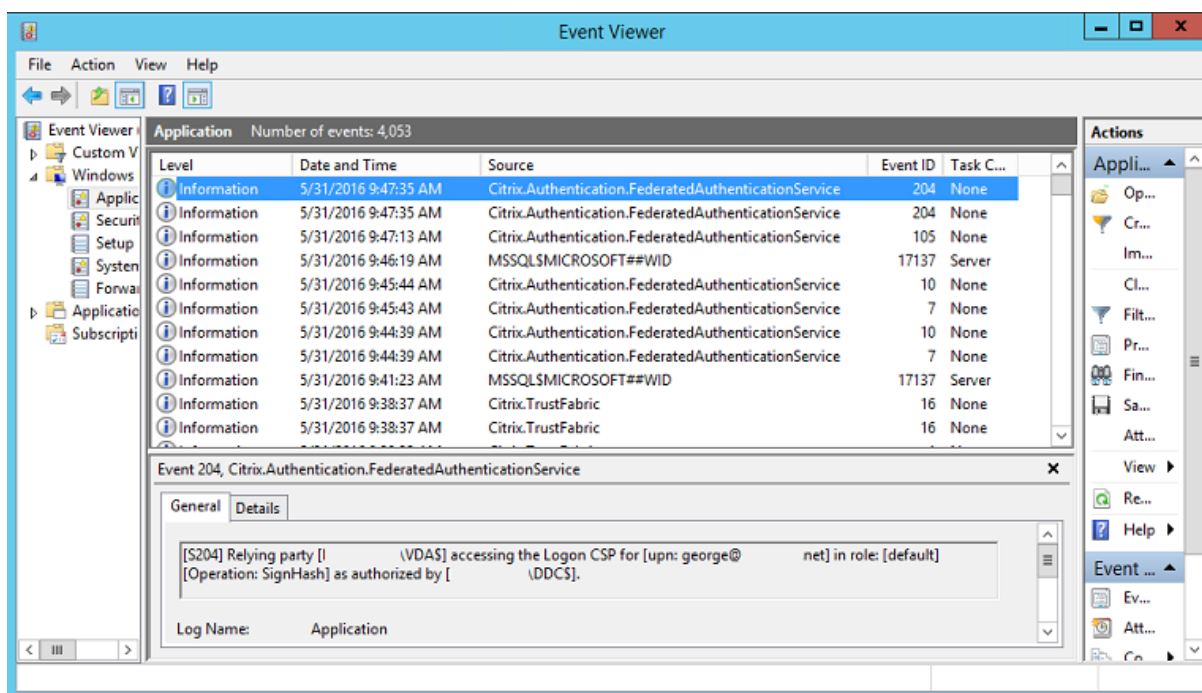 Event Viewer
File Action View Help
Event Viewer
Custom V
Windows
Applic
Securit
Setup
System
Forwar
Applicatio
Subscripti
Application Number of events: 4,053
Level Date and Time Source Event ID Task C...
Information 5/31/2016 9:47:35 AM Citrix.Authentication.FederatedAuthenticationService 204 None
Information 5/31/2016 9:47:35 AM Citrix.Authentication.FederatedAuthenticationService 204 None
Information 5/31/2016 9:47:13 AM Citrix.Authentication.FederatedAuthenticationService 105 None
Information 5/31/2016 9:46:19 AM MSSQL$MICROSOFT##WID 17137 Server
Information 5/31/2016 9:45:44 AM Citrix.Authentication.FederatedAuthenticationService 10 None
Information 5/31/2016 9:45:43 AM Citrix.Authentication.FederatedAuthenticationService 7 None
Information 5/31/2016 9:44:39 AM Citrix.Authentication.FederatedAuthenticationService 10 None
Information 5/31/2016 9:44:39 AM Citrix.Authentication.FederatedAuthenticationService 7 None
Information 5/31/2016 9:41:23 AM MSSQL$MICROSOFT##WID 17137 Server
Information 5/31/2016 9:38:37 AM Citrix.TrustFabric 16 None
Information 5/31/2016 9:38:37 AM Citrix.TrustFabric 16 None
Event 204, Citrix.Authentication.FederatedAuthenticationService
General Details
[S204] Relying party [ \VDA$] accessing the Logon CSP for [upn: george@ net] in role: [default]
[Operation: SignHash] as authorized by [ \DDC$].
Log Name: Application
Actions
Appli...
Op...
Cr...
Im...
Cl...
Filt...
Pr...
Fin...
Sa...
Att...
View
Re...
Help
Event ...
Ev...
Att...
Co...